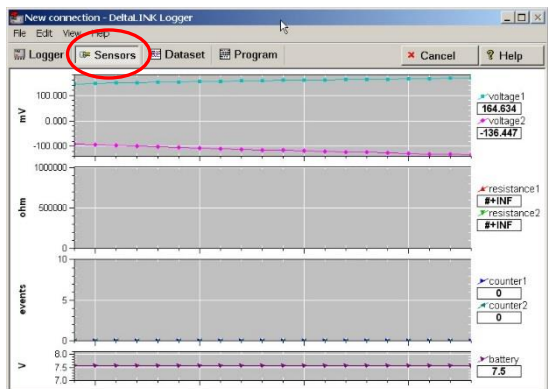 New connection - DeltaLINK Logger
File Edit View Help
Logger Sensors Dataset Program Cancel ? Help
mV
100.000
0.000
-100.000
voltage1
164.634
voltage2
-136.447
ohm
1000000
500000
0
resistance1
#+INF
resistance2
#+INF
events
10
5
0
counter1
0
counter2
0
V
8.0
7.5
7.0
battery
7.5